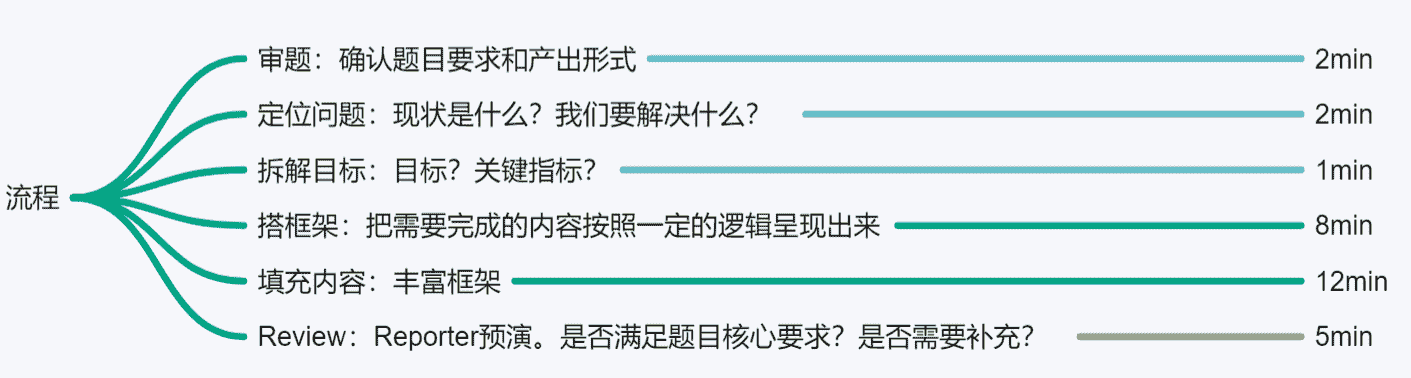 审题：确认题目要求和产出形式 2min
定位问题：现状是什么？我们要解决什么？ 2min
拆解目标：目标？关键指标？ 1min
流程
搭框架：把需要完成的内容按照一定的逻辑呈现出来 8min
填充内容：丰富框架 12min
Review：Reporter预演。是否满足题目核心要求？是否需要补充？ 5min